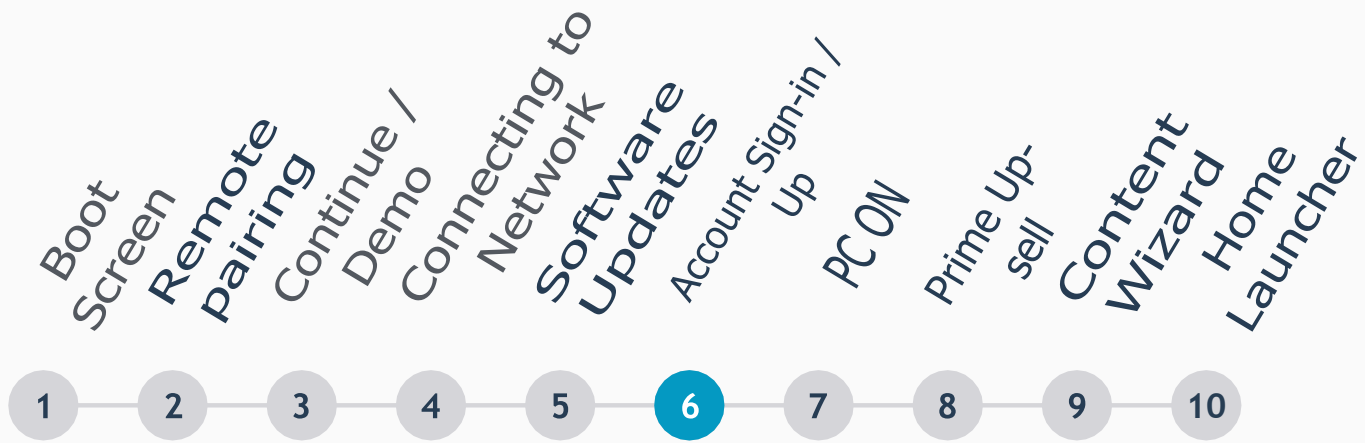 Boot
Screen
Remote
pairing
Continue /
Demo
Connecting to
Network
Software
Updates
Account Sign-in /
Up
PC ON
Prime Up-
sell
Content
Wizard
Home
Launcher
1 2 3 4 5 6 7 8 9 10